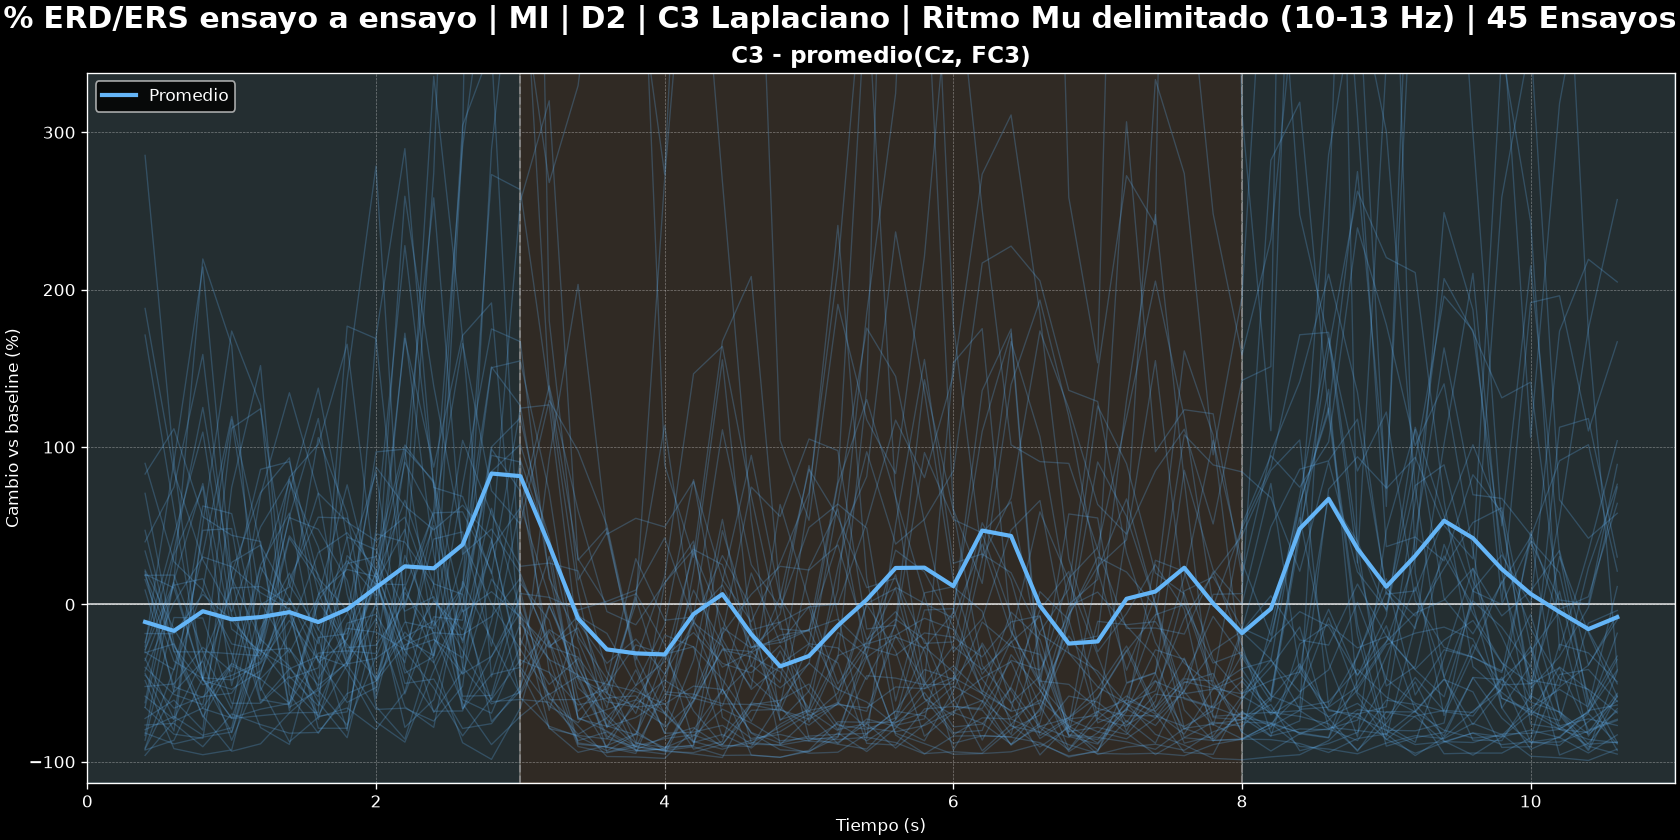 % ERD/ERS ensayo a ensayo | MI | D2 | C3 Laplaciano | Ritmo Mu delimitado (10-13 Hz) | 45 Ensayos
C3 - promedio(Cz, FC3)
Promedio
300
200
100
0
−100
Cambio vs baseline (%)
0
2
4
6
8
10
Tiempo (s)